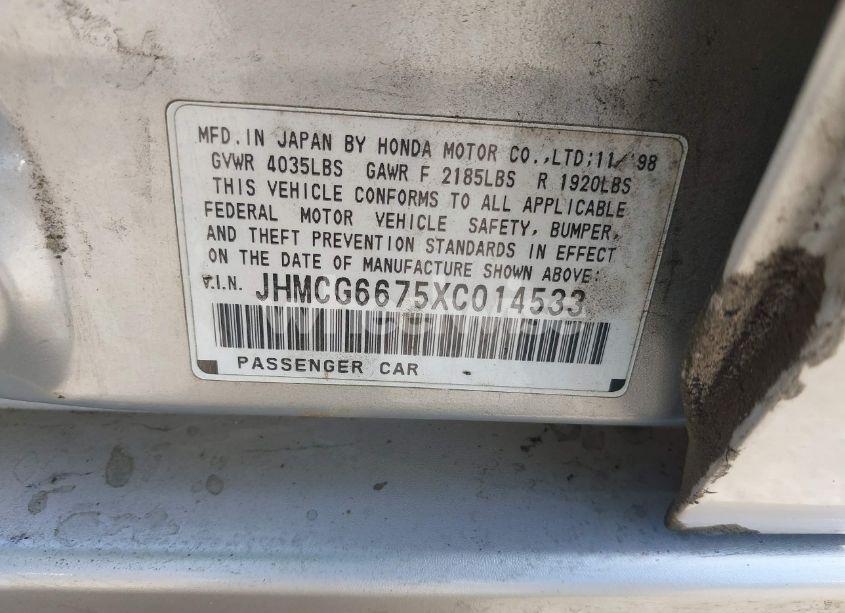 MFD. IN JAPAN BY HONDA MOTOR CO.,LTD;11/'98
GVWR 4035LBS GAWR F 2185LBS R 1920LBS
THIS VEHICLE CONFORMS TO ALL APPLICABLE
FEDERAL MOTOR VEHICLE SAFETY, BUMPER,
AND THEFT PREVENTION STANDARDS IN EFFECT
ON THE DATE OF MANUFACTURE SHOWN ABOVE:
V.I.N. JHMCG6675XC014533
PASSENGER CAR